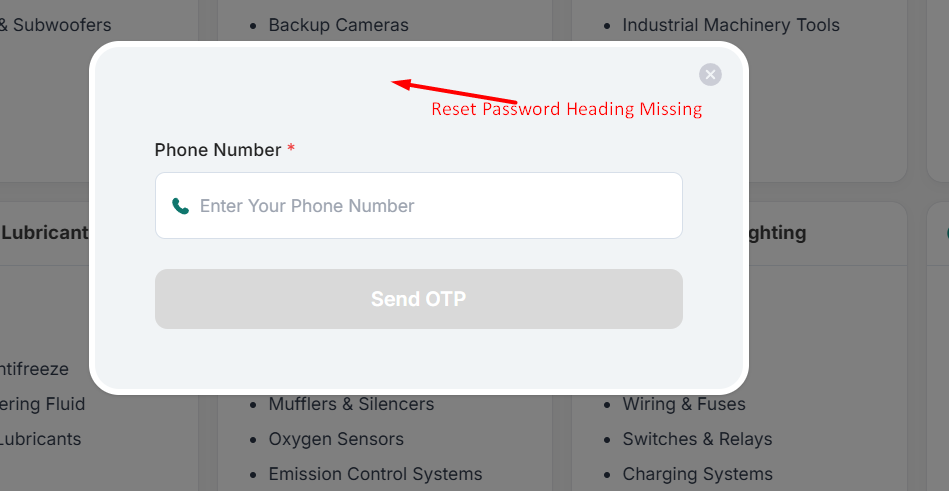 & Subwoofers
Backup Cameras
Industrial Machinery Tools
Reset Password Heading Missing
Phone Number *
Enter Your Phone Number
Send OTP
Lubricant
ghting
ntifreeze
ering Fluid
Lubricants
Mufflers & Silencers
Oxygen Sensors
Emission Control Systems
Wiring & Fuses
Switches & Relays
Charging Systems